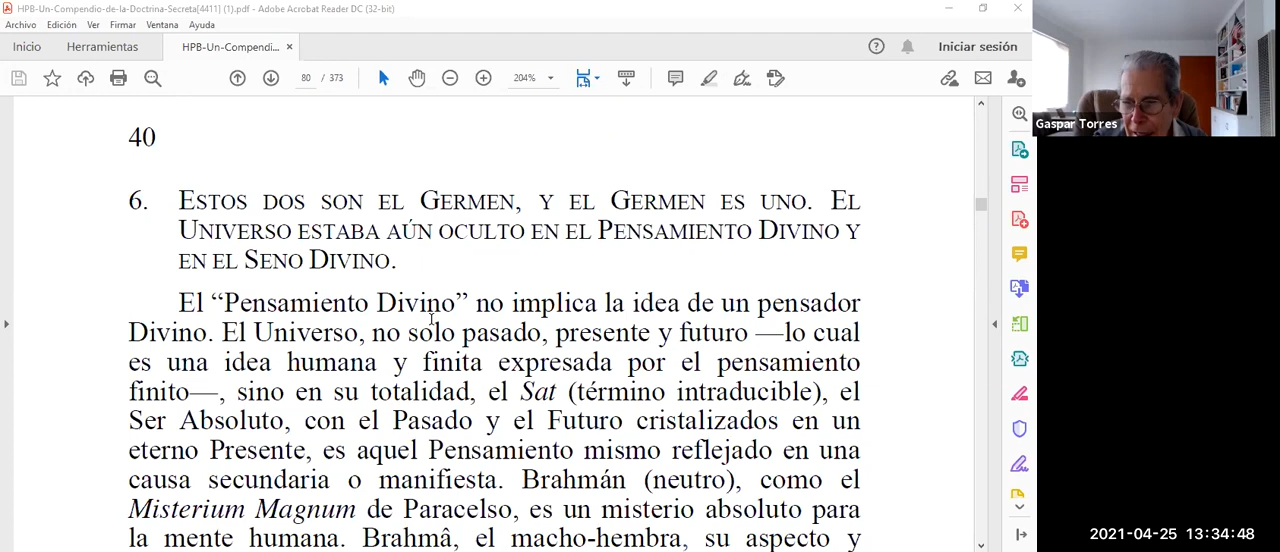 HPB-Un-Compendio-de-la-Doctrina-Secreta[4411] (1).pdf - Adobe Acrobat Reader DC (32-bit)
Archivo Edición Ver Firmar Ventana Ayuda
Inicio Herramientas HPB-Un-Compendi... × Iniciar sesión
80 / 373 204%
Gaspar Torres
40
6. ESTOS DOS SON EL GERMEN, Y EL GERMEN ES UNO. EL
UNIVERSO ESTABA AÚN OCULTO EN EL PENSAMIENTO DIVINO Y
EN EL SENO DIVINO.
El “Pensamiento Divino” no implica la idea de un pensador
Divino. El Universo, no solo pasado, presente y futuro —lo cual
es una idea humana y finita expresada por el pensamiento
finito—, sino en su totalidad, el Sat (término intraducible), el
Ser Absoluto, con el Pasado y el Futuro cristalizados en un
eterno Presente, es aquel Pensamiento mismo reflejado en una
causa secundaria o manifiesta. Brahmán (neutro), como el
Misterium Magnum de Paracelso, es un misterio absoluto para
la mente humana. Brahmâ, el macho-hembra, su aspecto y
2021-04-25 13:34:48